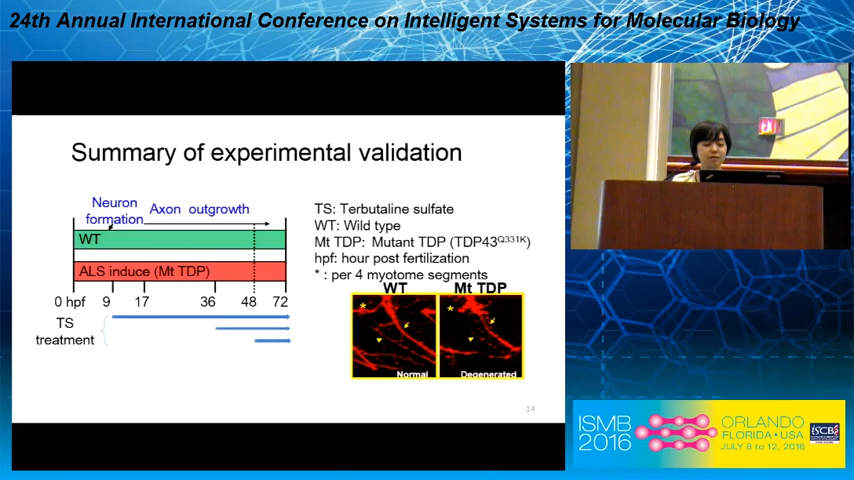 24th Annual International Conference on Intelligent Systems for Molecular Biology
Summary of experimental validation
Neuron
formation
Axon outgrowth
WT
ALS induce (Mt TDP)
0 hpf 9 17 36 48 72
TS
treatment
TS: Terbutaline sulfate
WT: Wild type
Mt TDP: Mutant TDP (TDP43Q331K)
hpf: hour post fertilization
* : per 4 myotome segments
WT Mt TDP
* *
Normal Degenerated
14
ISMB
2016
ORLANDO
FLORIDA • USA
JULY 8 to 12, 2016
ISCB